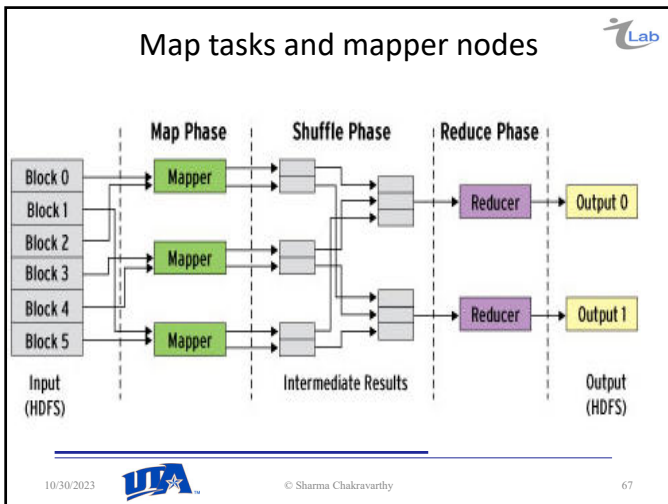 Map tasks and mapper nodes
iLab
Map Phase
Shuffle Phase
Reduce Phase
Block 0
Block 1
Block 2
Block 3
Block 4
Block 5
Mapper
Mapper
Mapper
Reducer
Reducer
Output 0
Output 1
Input
(HDFS)
Intermediate Results
Output
(HDFS)
10/30/2023
UTA
© Sharma Chakravarthy
67